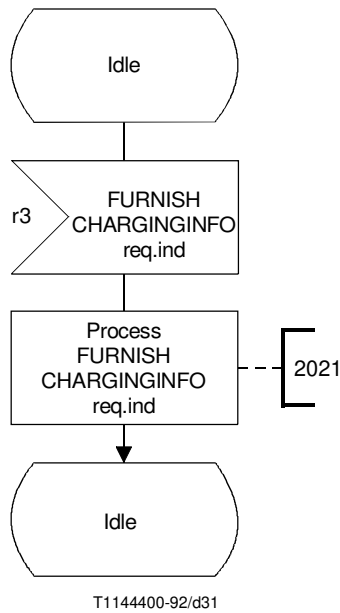 Idle
r3
FURNISH
CHARGINGINFO
req.ind
Process
FURNISH
CHARGINGINFO
req.ind
2021
Idle
T1144400-92/d31